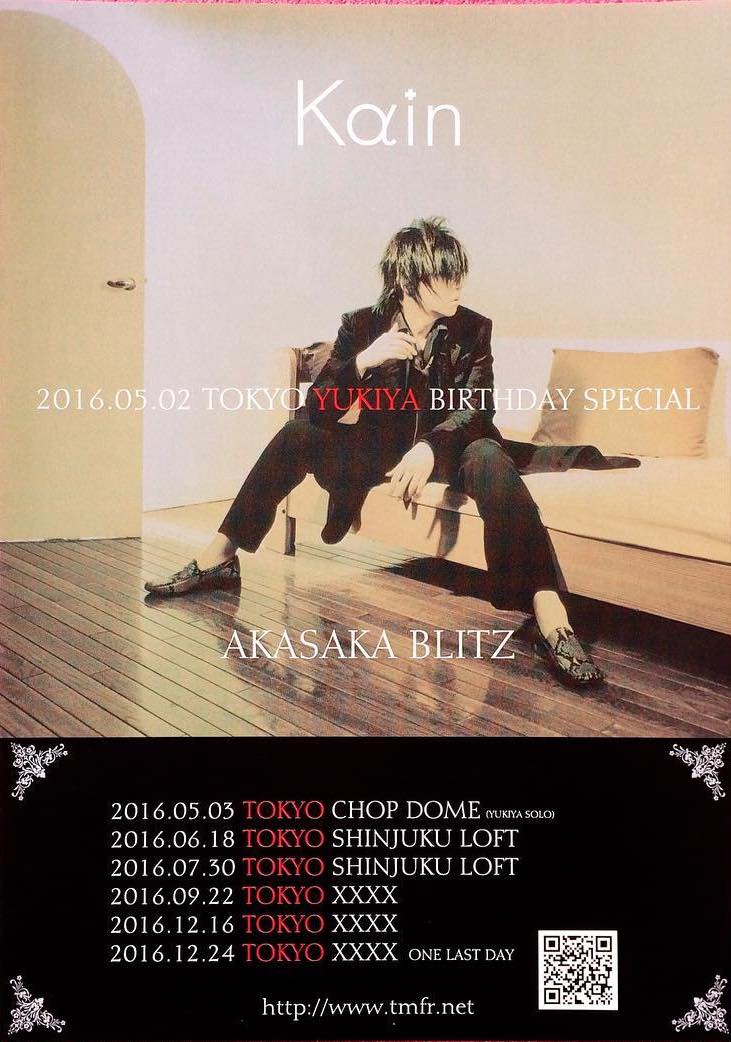 Kαin
2016.05.02 TOKYO YUKIYA BIRTHDAY SPECIAL
AKASAKA BLITZ
2016.05.03 TOKYO CHOP DOME (YUKIYA SOLO)
2016.06.18 TOKYO SHINJUKU LOFT
2016.07.30 TOKYO SHINJUKU LOFT
2016.09.22 TOKYO XXXX
2016.12.16 TOKYO XXXX
2016.12.24 TOKYO XXXX ONE LAST DAY
http://www.tmfr.net